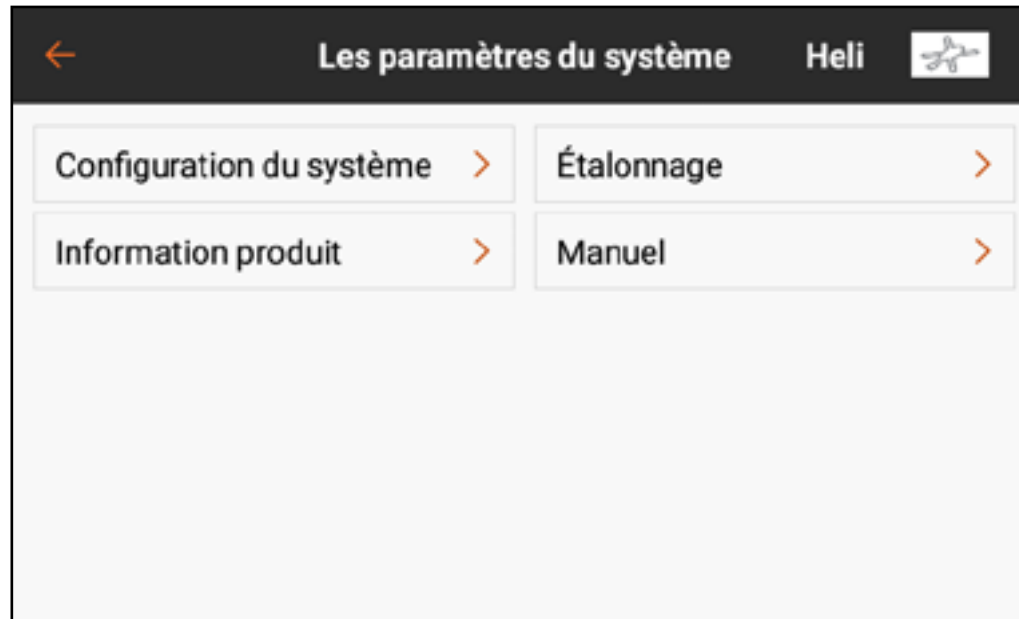 Les paramètres du système Heli
Configuration du système
Étalonnage
Information produit
Manuel